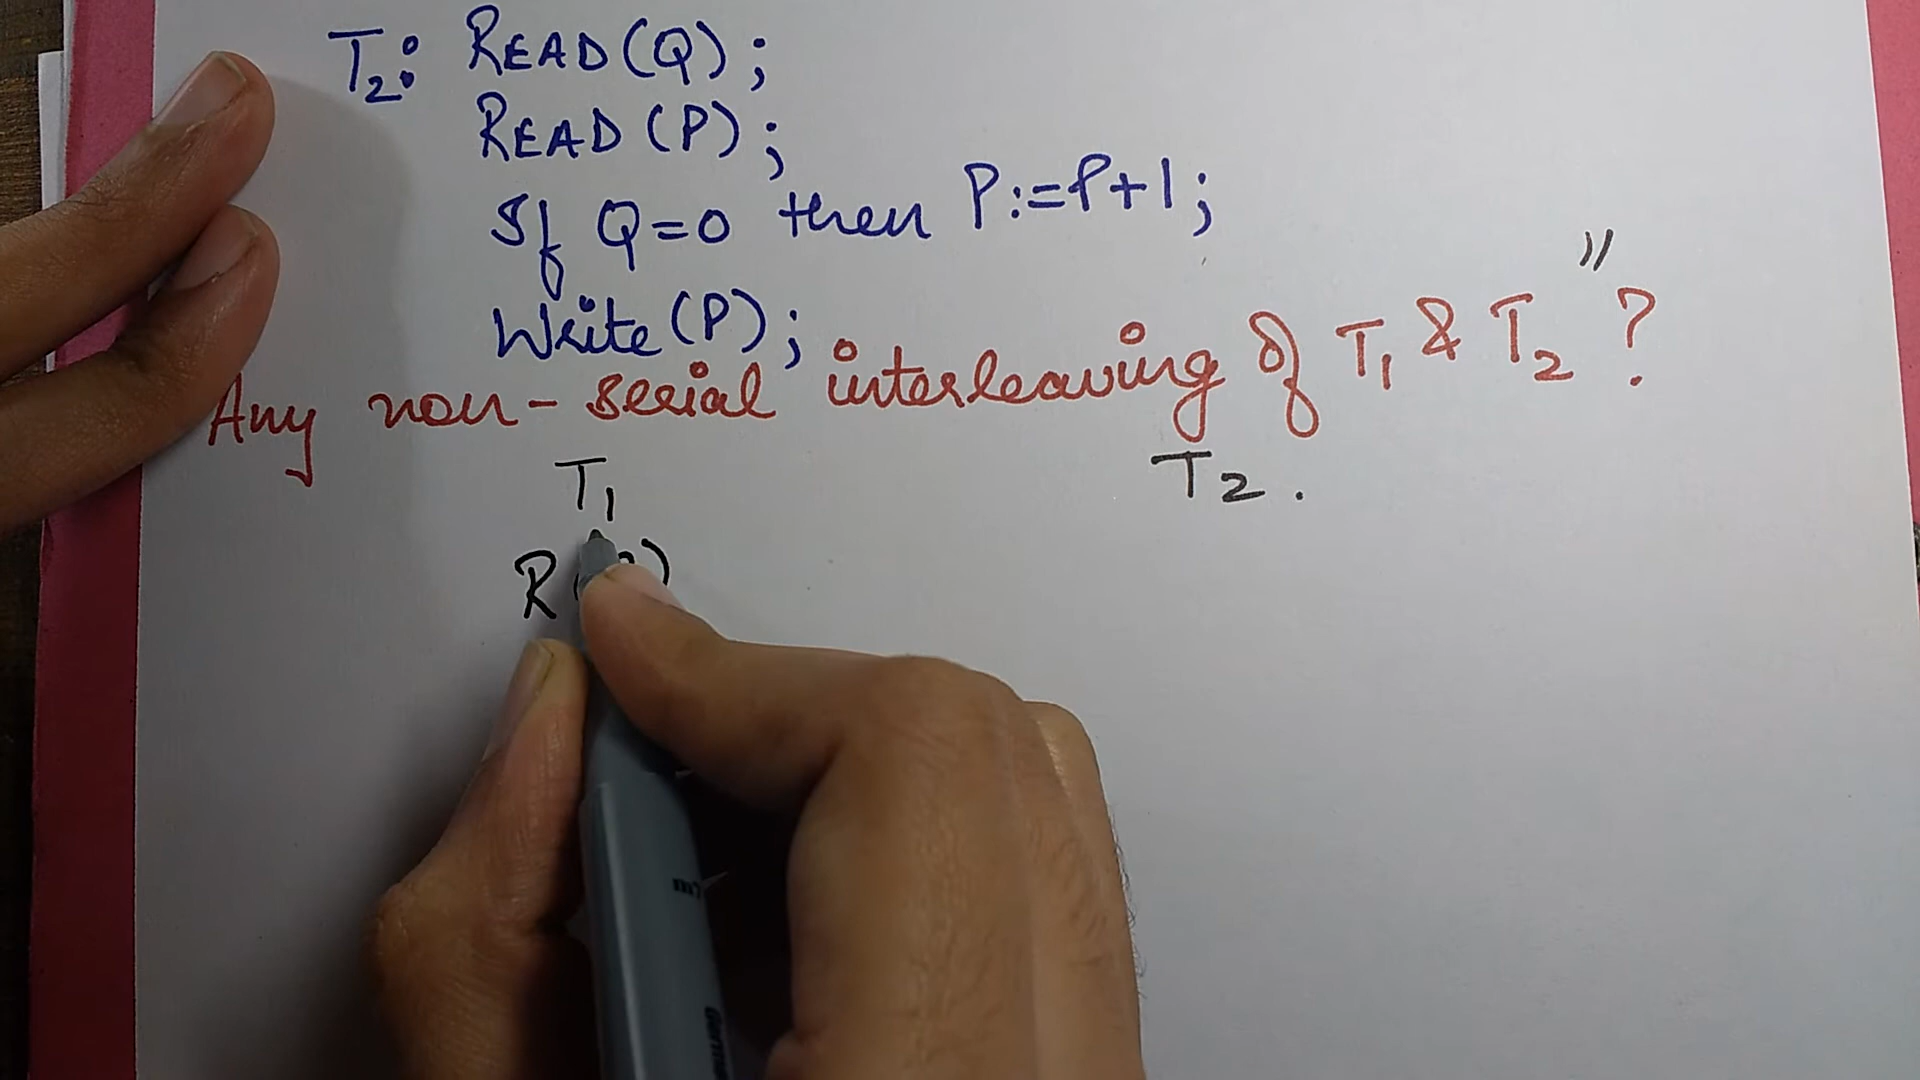 T2: READ(Q);
READ (P);
If Q=0 then P:=P+1;
Write (P);
Any non-serial interleaving of T1 & T2 ?
T1 T2.
R(